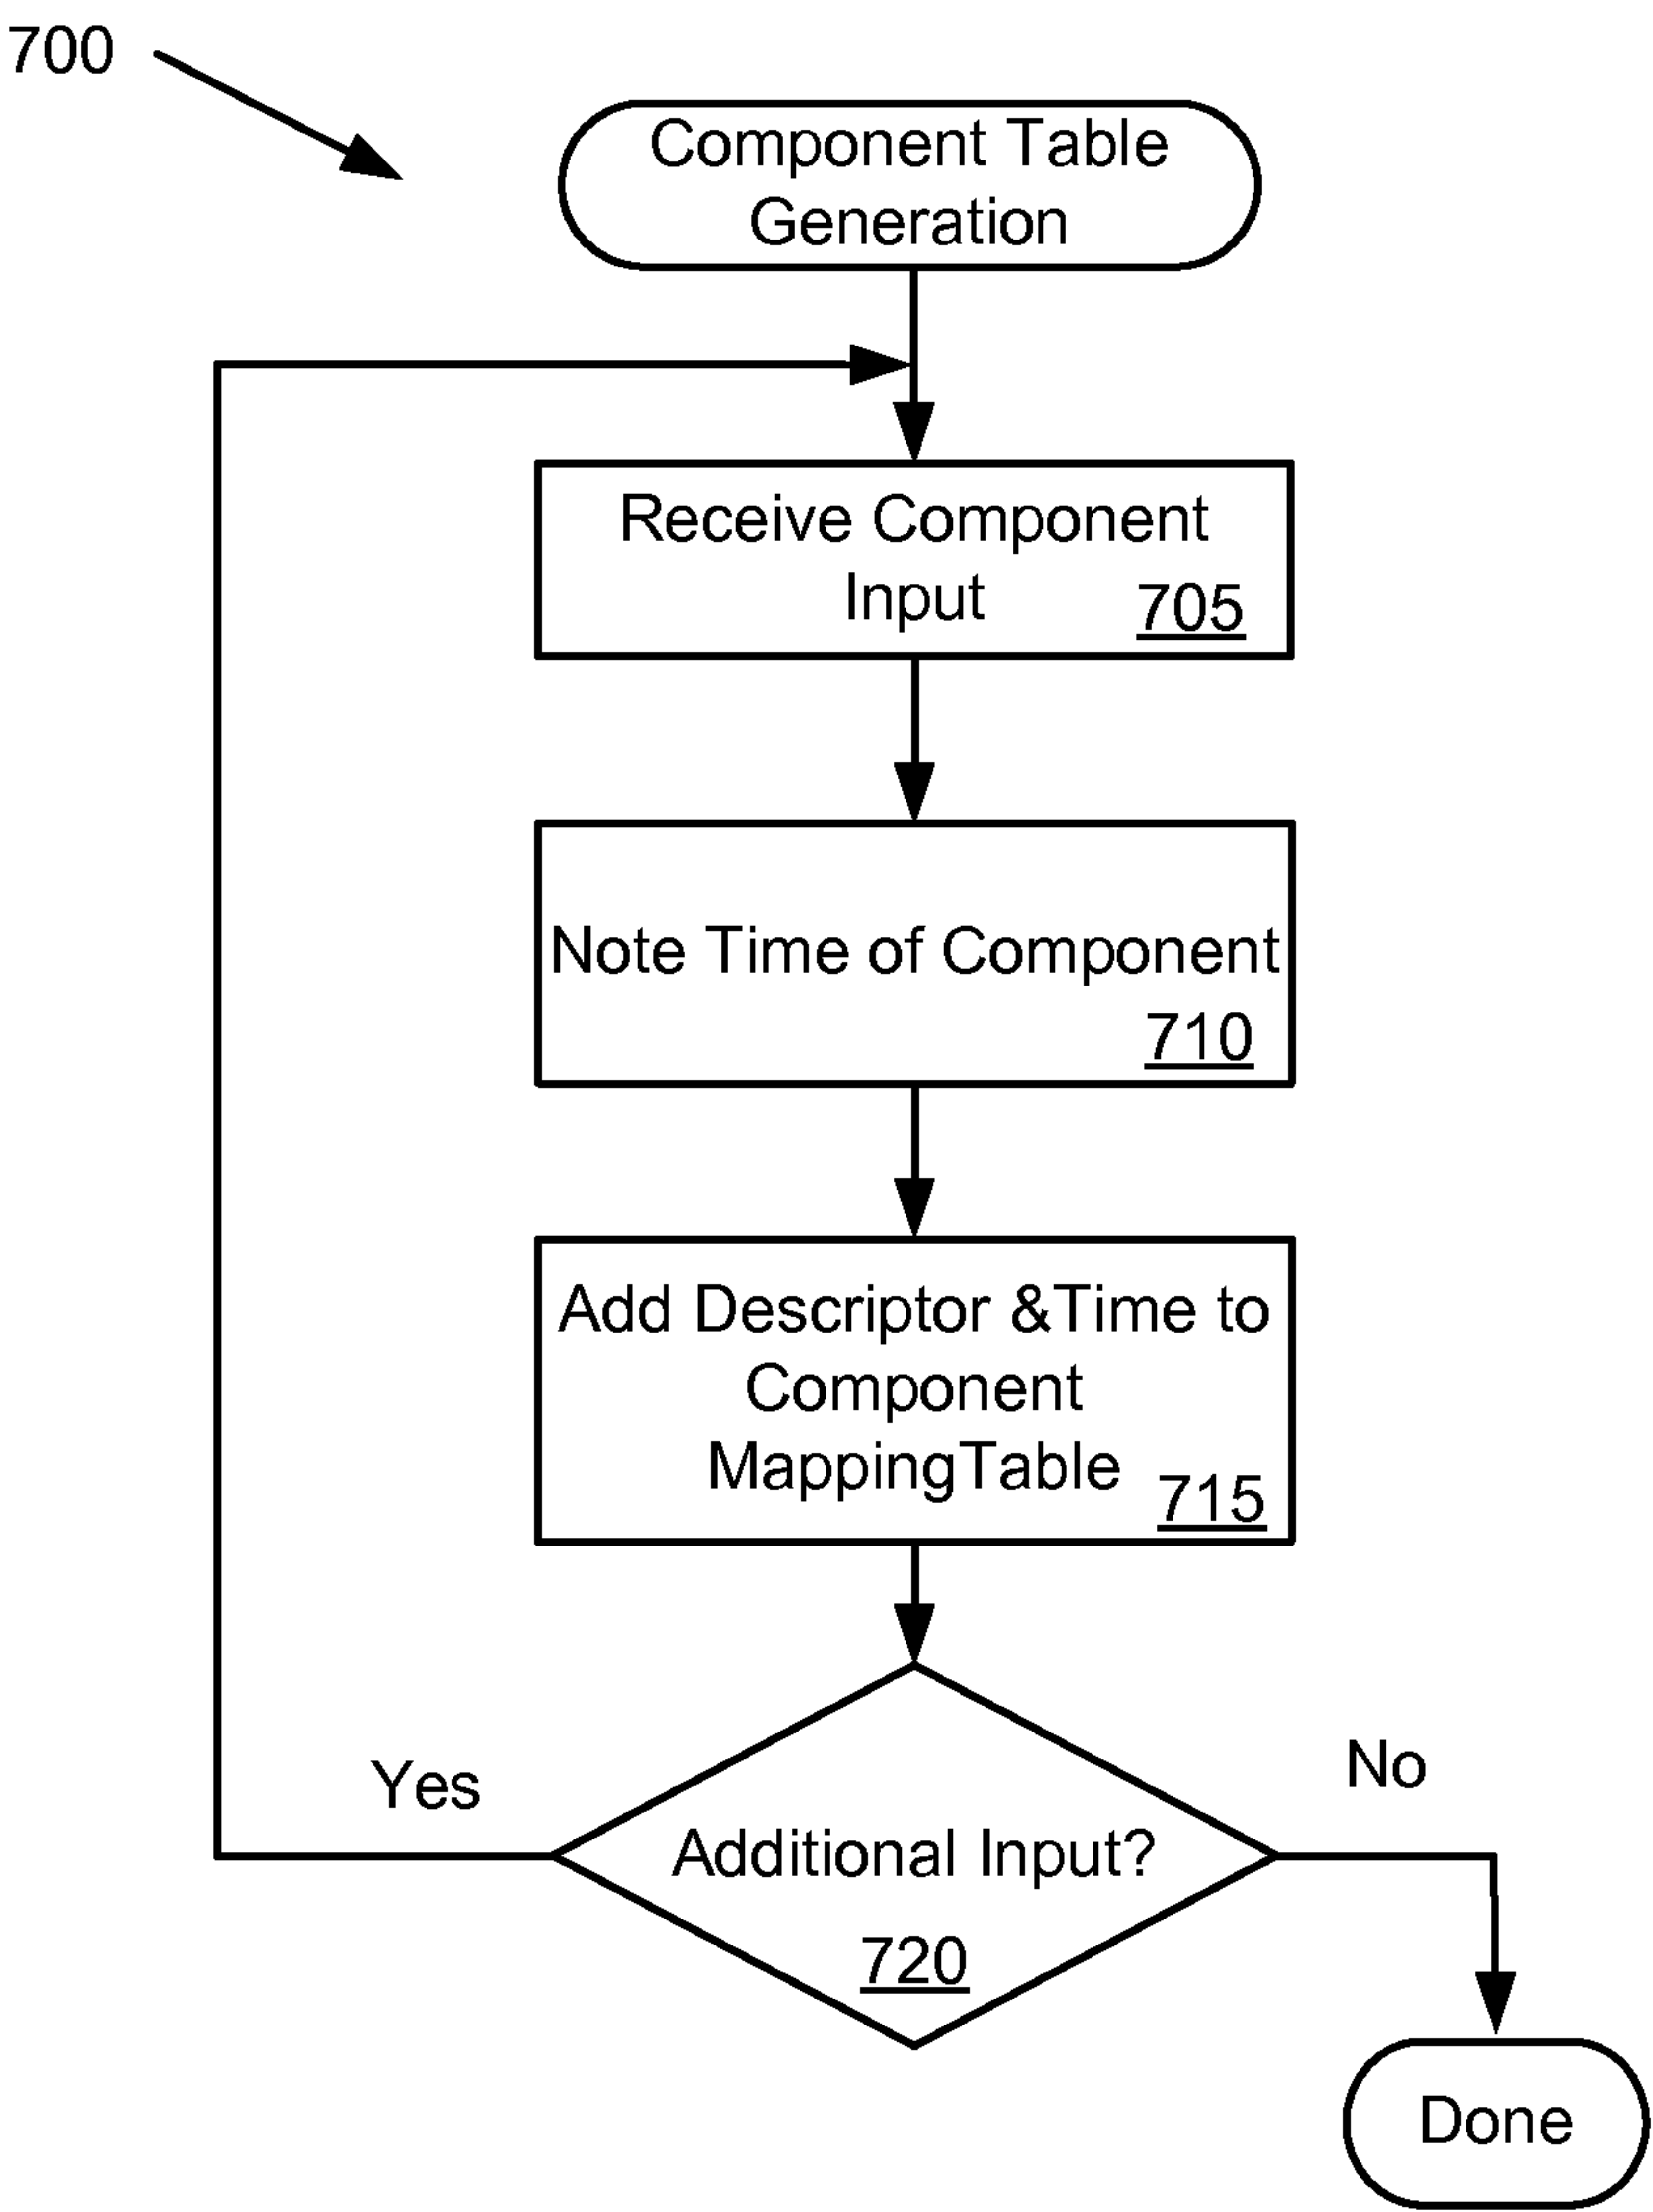 700
Component Table
Generation
Receive Component
Input
705
Note Time of Component
710
Add Descriptor &Time to
Component
MappingTable
715
Yes
No
Additional Input?
720
Done